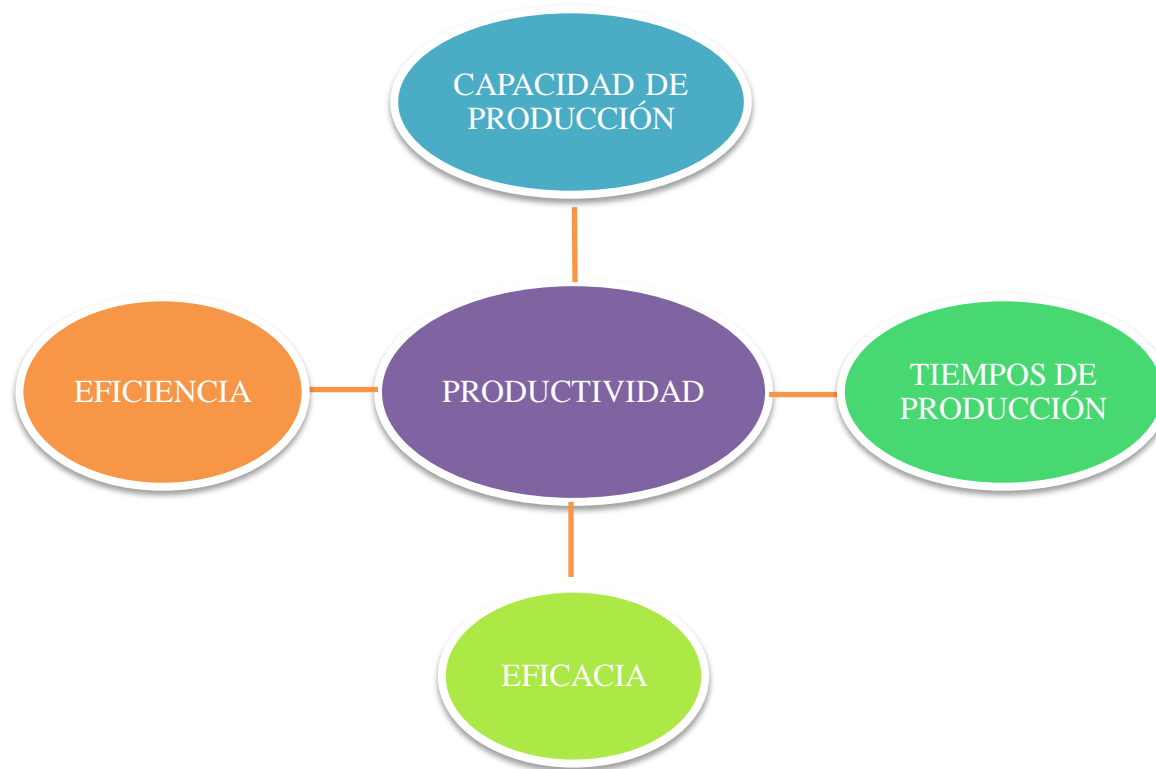 CAPACIDAD DE
PRODUCCIÓN
EFICIENCIA
PRODUCTIVIDAD
TIEMPOS DE
PRODUCCIÓN
EFICACIA